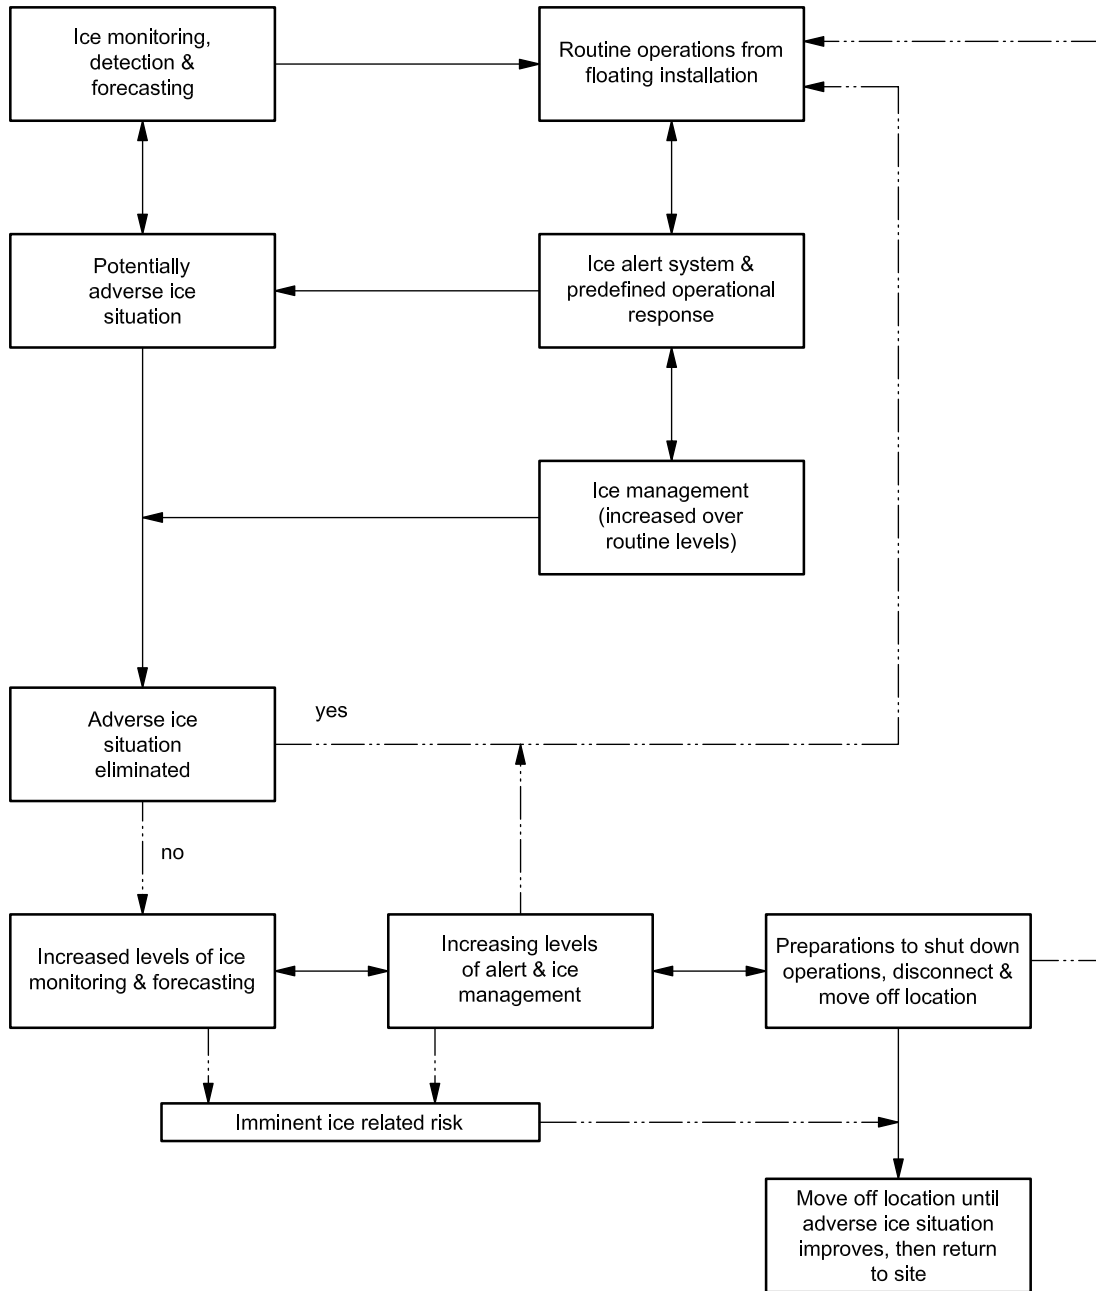 Ice monitoring,
detection &
forecasting
Routine operations from
floating installation
Potentially
adverse ice
situation
Ice alert system &
predefined operational
response
Ice management
(increased over
routine levels)
Adverse ice
situation
eliminated
yes
no
Increased levels of ice
monitoring & forecasting
Increasing levels
of alert & ice
management
Preparations to shut down
operations, disconnect &
move off location
Imminent ice related risk
Move off location until
adverse ice situation
improves, then return
to site